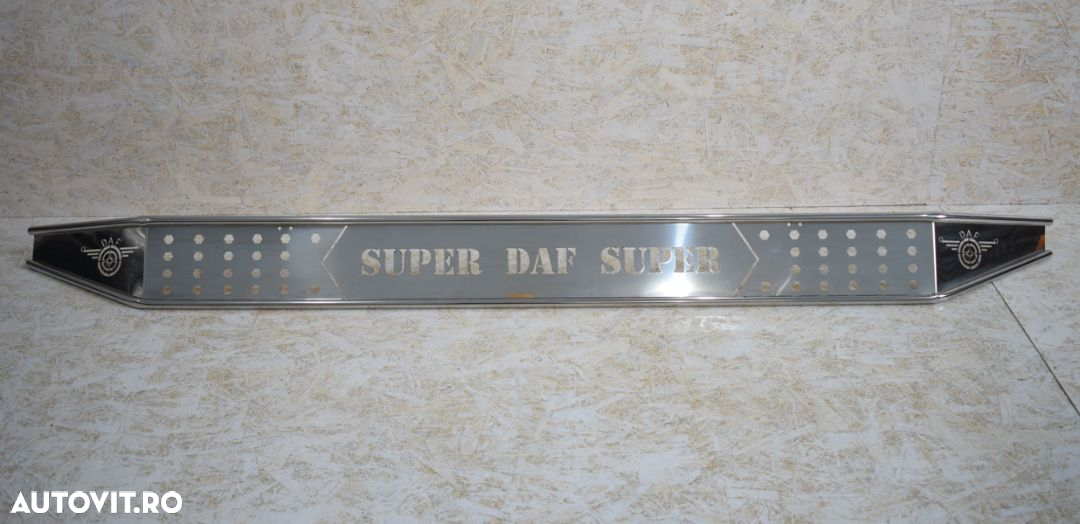 DAF
SUPER DAF SUPER
DAF
AUTOVIT.RO